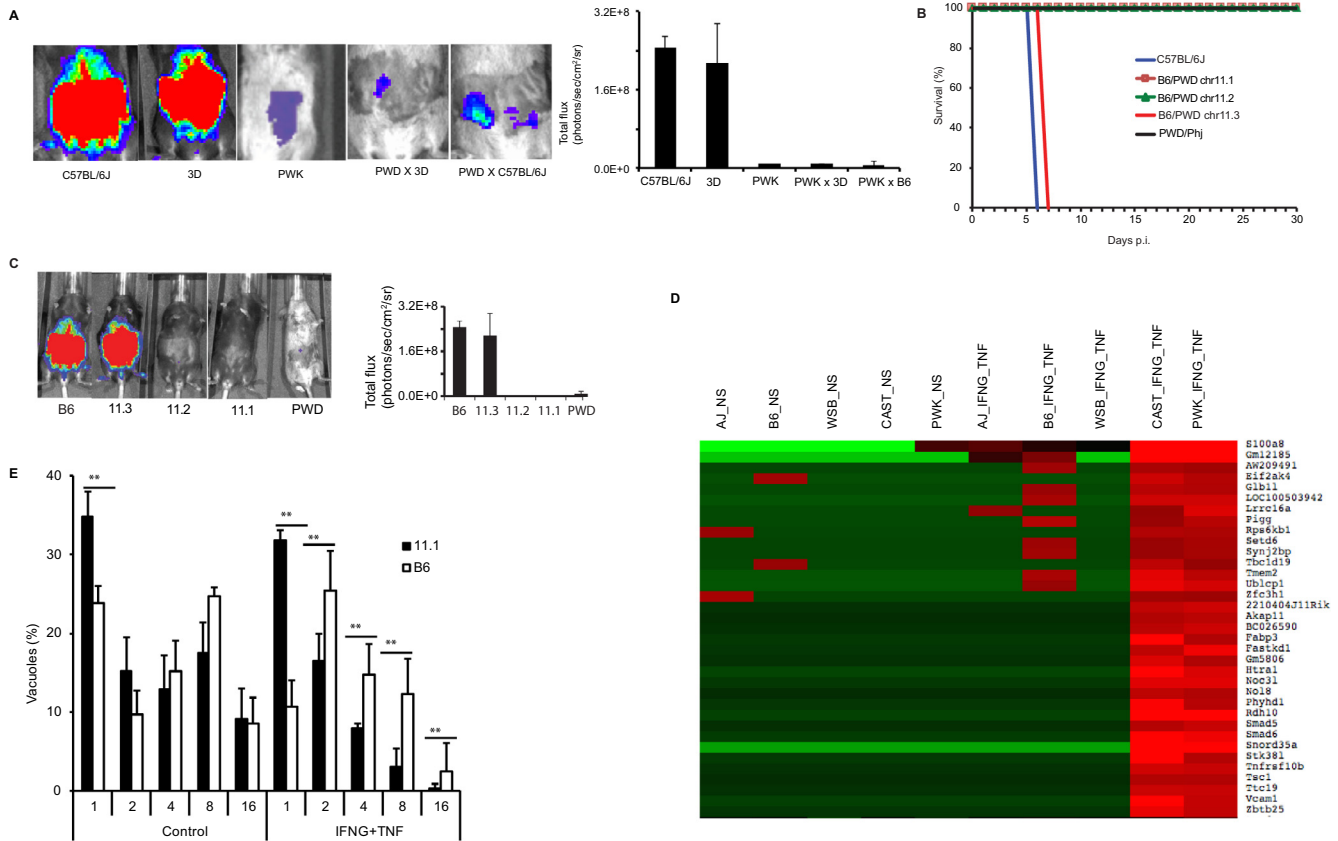 A
C57BL/6J
3D
PWK
PWD X 3D
PWD X C57BL/6J
Total flux
(photons/sec/cm²/sr)
3.2E+8
1.6E+8
0.0E+0
C57BL/6J
3D
PWK
PWK x 3D
PWK x B6
B
Survival (%)
100
80
60
40
20
0
0
5
10
15
20
25
30
Days p.i.
C57BL/6J
B6/PWD chr11.1
B6/PWD chr11.2
B6/PWD chr11.3
PWD/Phj
C
B6
11.3
11.2
11.1
PWD
Total flux
(photons/sec/cm²/sr)
3.2E+8
1.6E+8
0.0E+0
B6
11.3
11.2
11.1
PWD
D
AJ_NS
B6_NS
WSB_NS
CAST_NS
PWK_NS
AJ_IFNG_TNF
B6_IFNG_TNF
WSB_IFNG_TNF
CAST_IFNG_TNF
PWK_IFNG_TNF
S100a8
Gm12185
AW209491
Eif2ak4
Glb1l
LOC100503942
Lrrc16a
Pigg
Rps6kb1
Setd6
Synj2bp
Tbc1d19
Tmem2
Ublcp1
Zfc3h1
2210404J11Rik
Akap11
BC026590
Fabp3
Fastkd1
Gm5806
Htra1
Noc3l
Nol8
Phyhd1
Rdh10
Smad5
Smad6
Snord35a
Stk38l
Tnfrsf10b
Tsc1
Ttc19
Vcam1
Zbtb25
E
Vacuoles (%)
40
30
20
10
0
**
**
**
**
**
**
11.1
B6
1
2
4
8
16
1
2
4
8
16
Control
IFNG+TNF